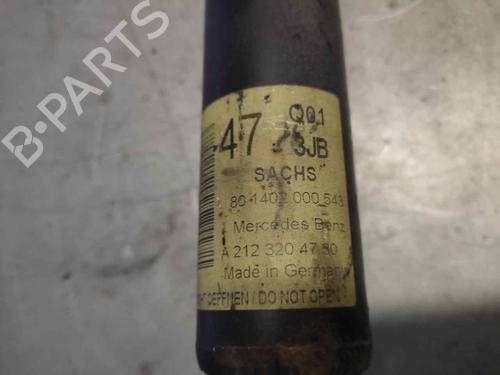 47 Q01
3JB
SACHS
80 1402 000 543
Mercedes Benz
A 212 320 47 30
Made in Germany
OEFFNEN / DO NOT OPEN
B-PARTS